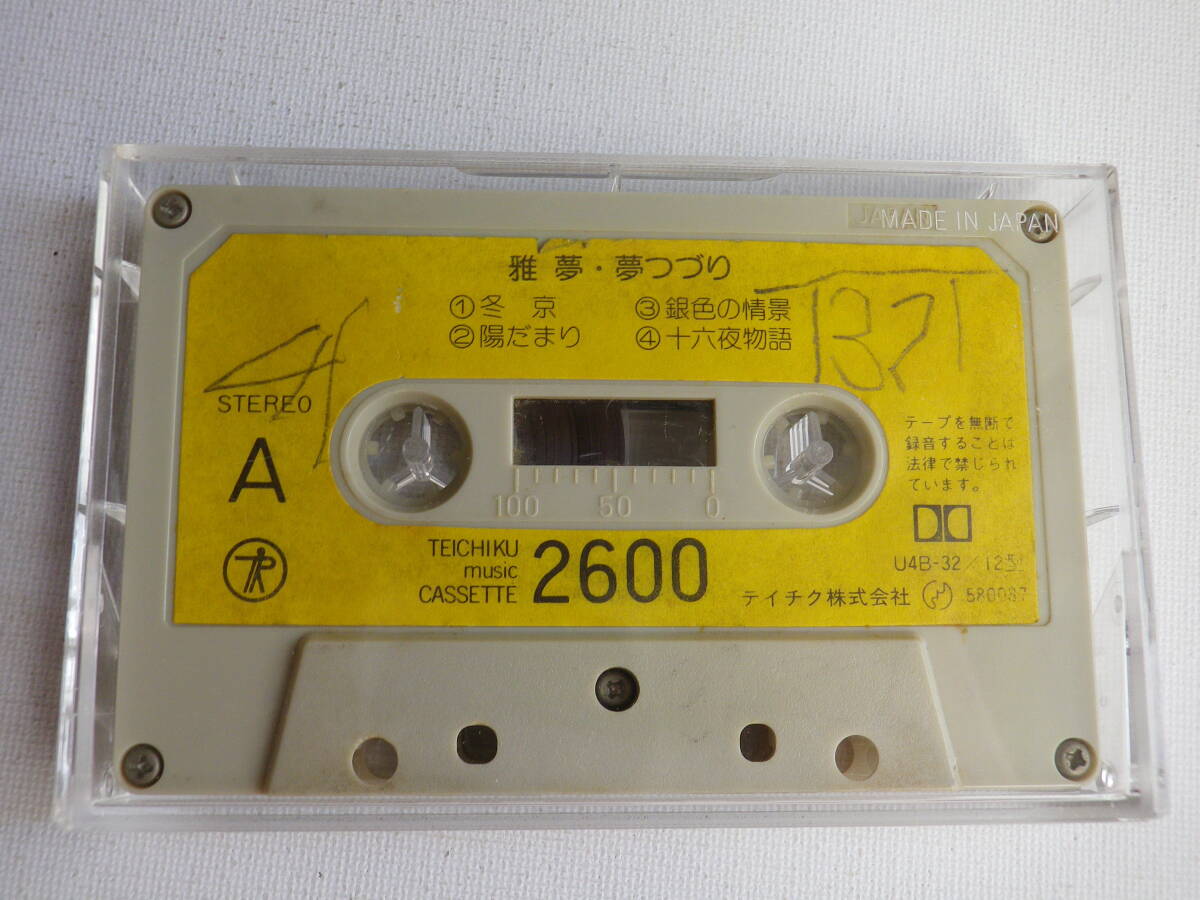 MADE IN JAPAN
雅夢・夢つづり
①冬京 ③銀色の情景
②陽だまり ④十六夜物語
STEREO
A
テープを無断で
録音することは
法律で禁じられ
ています。
100 50 0
TEICHIKU
music
CASSETTE
2600
U4B-32/125
テイチク株式会社 580087